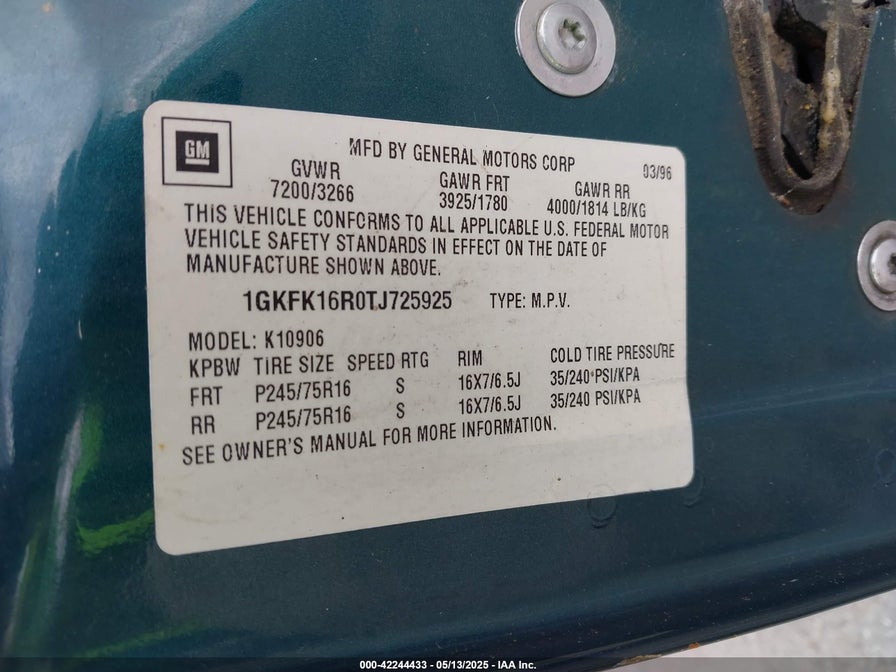 GM
MFD BY GENERAL MOTORS CORP 03/96
GVWR GAWR FRT GAWR RR
7200/3266 3925/1780 4000/1814 LB/KG
THIS VEHICLE CONFORMS TO ALL APPLICABLE U.S. FEDERAL MOTOR
VEHICLE SAFETY STANDARDS IN EFFECT ON THE DATE OF
MANUFACTURE SHOWN ABOVE.
1GKFK16R0TJ725925 TYPE: M.P.V.
MODEL: K10906
KPBW TIRE SIZE SPEED RTG RIM COLD TIRE PRESSURE
FRT P245/75R16 S 16X7/6.5J 35/240 PSI/KPA
RR P245/75R16 S 16X7/6.5J 35/240 PSI/KPA
SEE OWNER'S MANUAL FOR MORE INFORMATION.
000-42244433 - 05/13/2025 - IAA Inc.